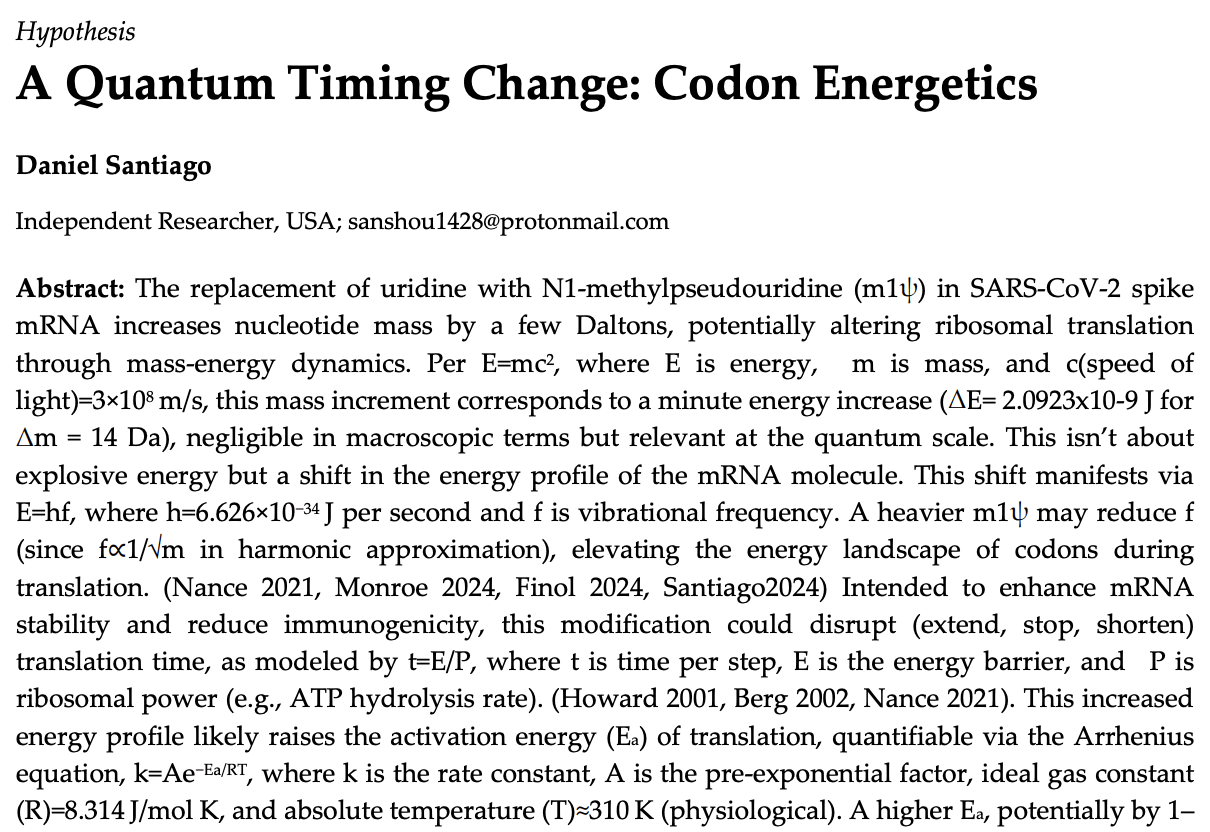 Hypothesis
A Quantum Timing Change: Codon Energetics
Daniel Santiago
Independent Researcher, USA; sanshou1428@protonmail.com
Abstract: The replacement of uridine with N1-methylpseudouridine (m1ψ) in SARS-CoV-2 spike
mRNA increases nucleotide mass by a few Daltons, potentially altering ribosomal translation
through mass-energy dynamics. Per E=mc², where E is energy, m is mass, and c(speed of
light)=3×10⁸ m/s, this mass increment corresponds to a minute energy increase (ΔE= 2.0923x10-9 J for
Δm = 14 Da), negligible in macroscopic terms but relevant at the quantum scale. This isn’t about
explosive energy but a shift in the energy profile of the mRNA molecule. This shift manifests via
E=hf, where h=6.626×10⁻³⁴ J per second and f is vibrational frequency. A heavier m1ψ may reduce f
(since f∝1/√m in harmonic approximation), elevating the energy landscape of codons during
translation. (Nance 2021, Monroe 2024, Finol 2024, Santiago2024) Intended to enhance mRNA
stability and reduce immunogenicity, this modification could disrupt (extend, stop, shorten)
translation time, as modeled by t=E/P, where t is time per step, E is the energy barrier, and P is
ribosomal power (e.g., ATP hydrolysis rate). (Howard 2001, Berg 2002, Nance 2021). This increased
energy profile likely raises the activation energy (Eₐ) of translation, quantifiable via the Arrhenius
equation, k=Ae⁻ᴱᵃ/ᴿᵀ, where k is the rate constant, A is the pre-exponential factor, ideal gas constant
(R)=8.314 J/mol K, and absolute temperature (T)≈310 K (physiological). A higher Eₐ, potentially by 1–